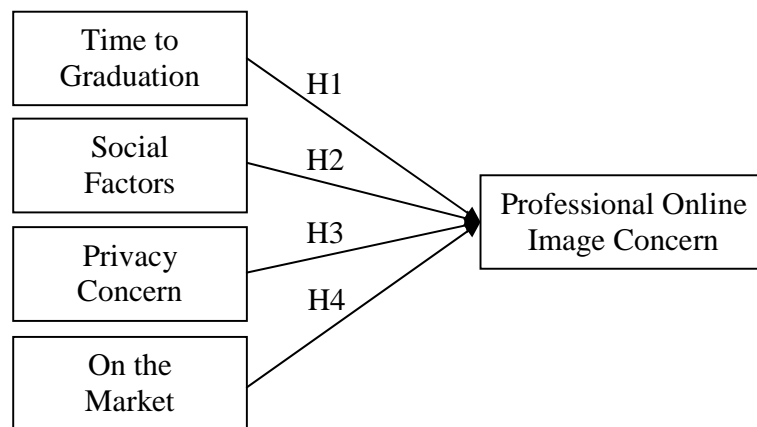 Time to
Graduation
H1
Social
Factors
H2
Professional Online
Image Concern
H3
Privacy
Concern
H4
On the
Market